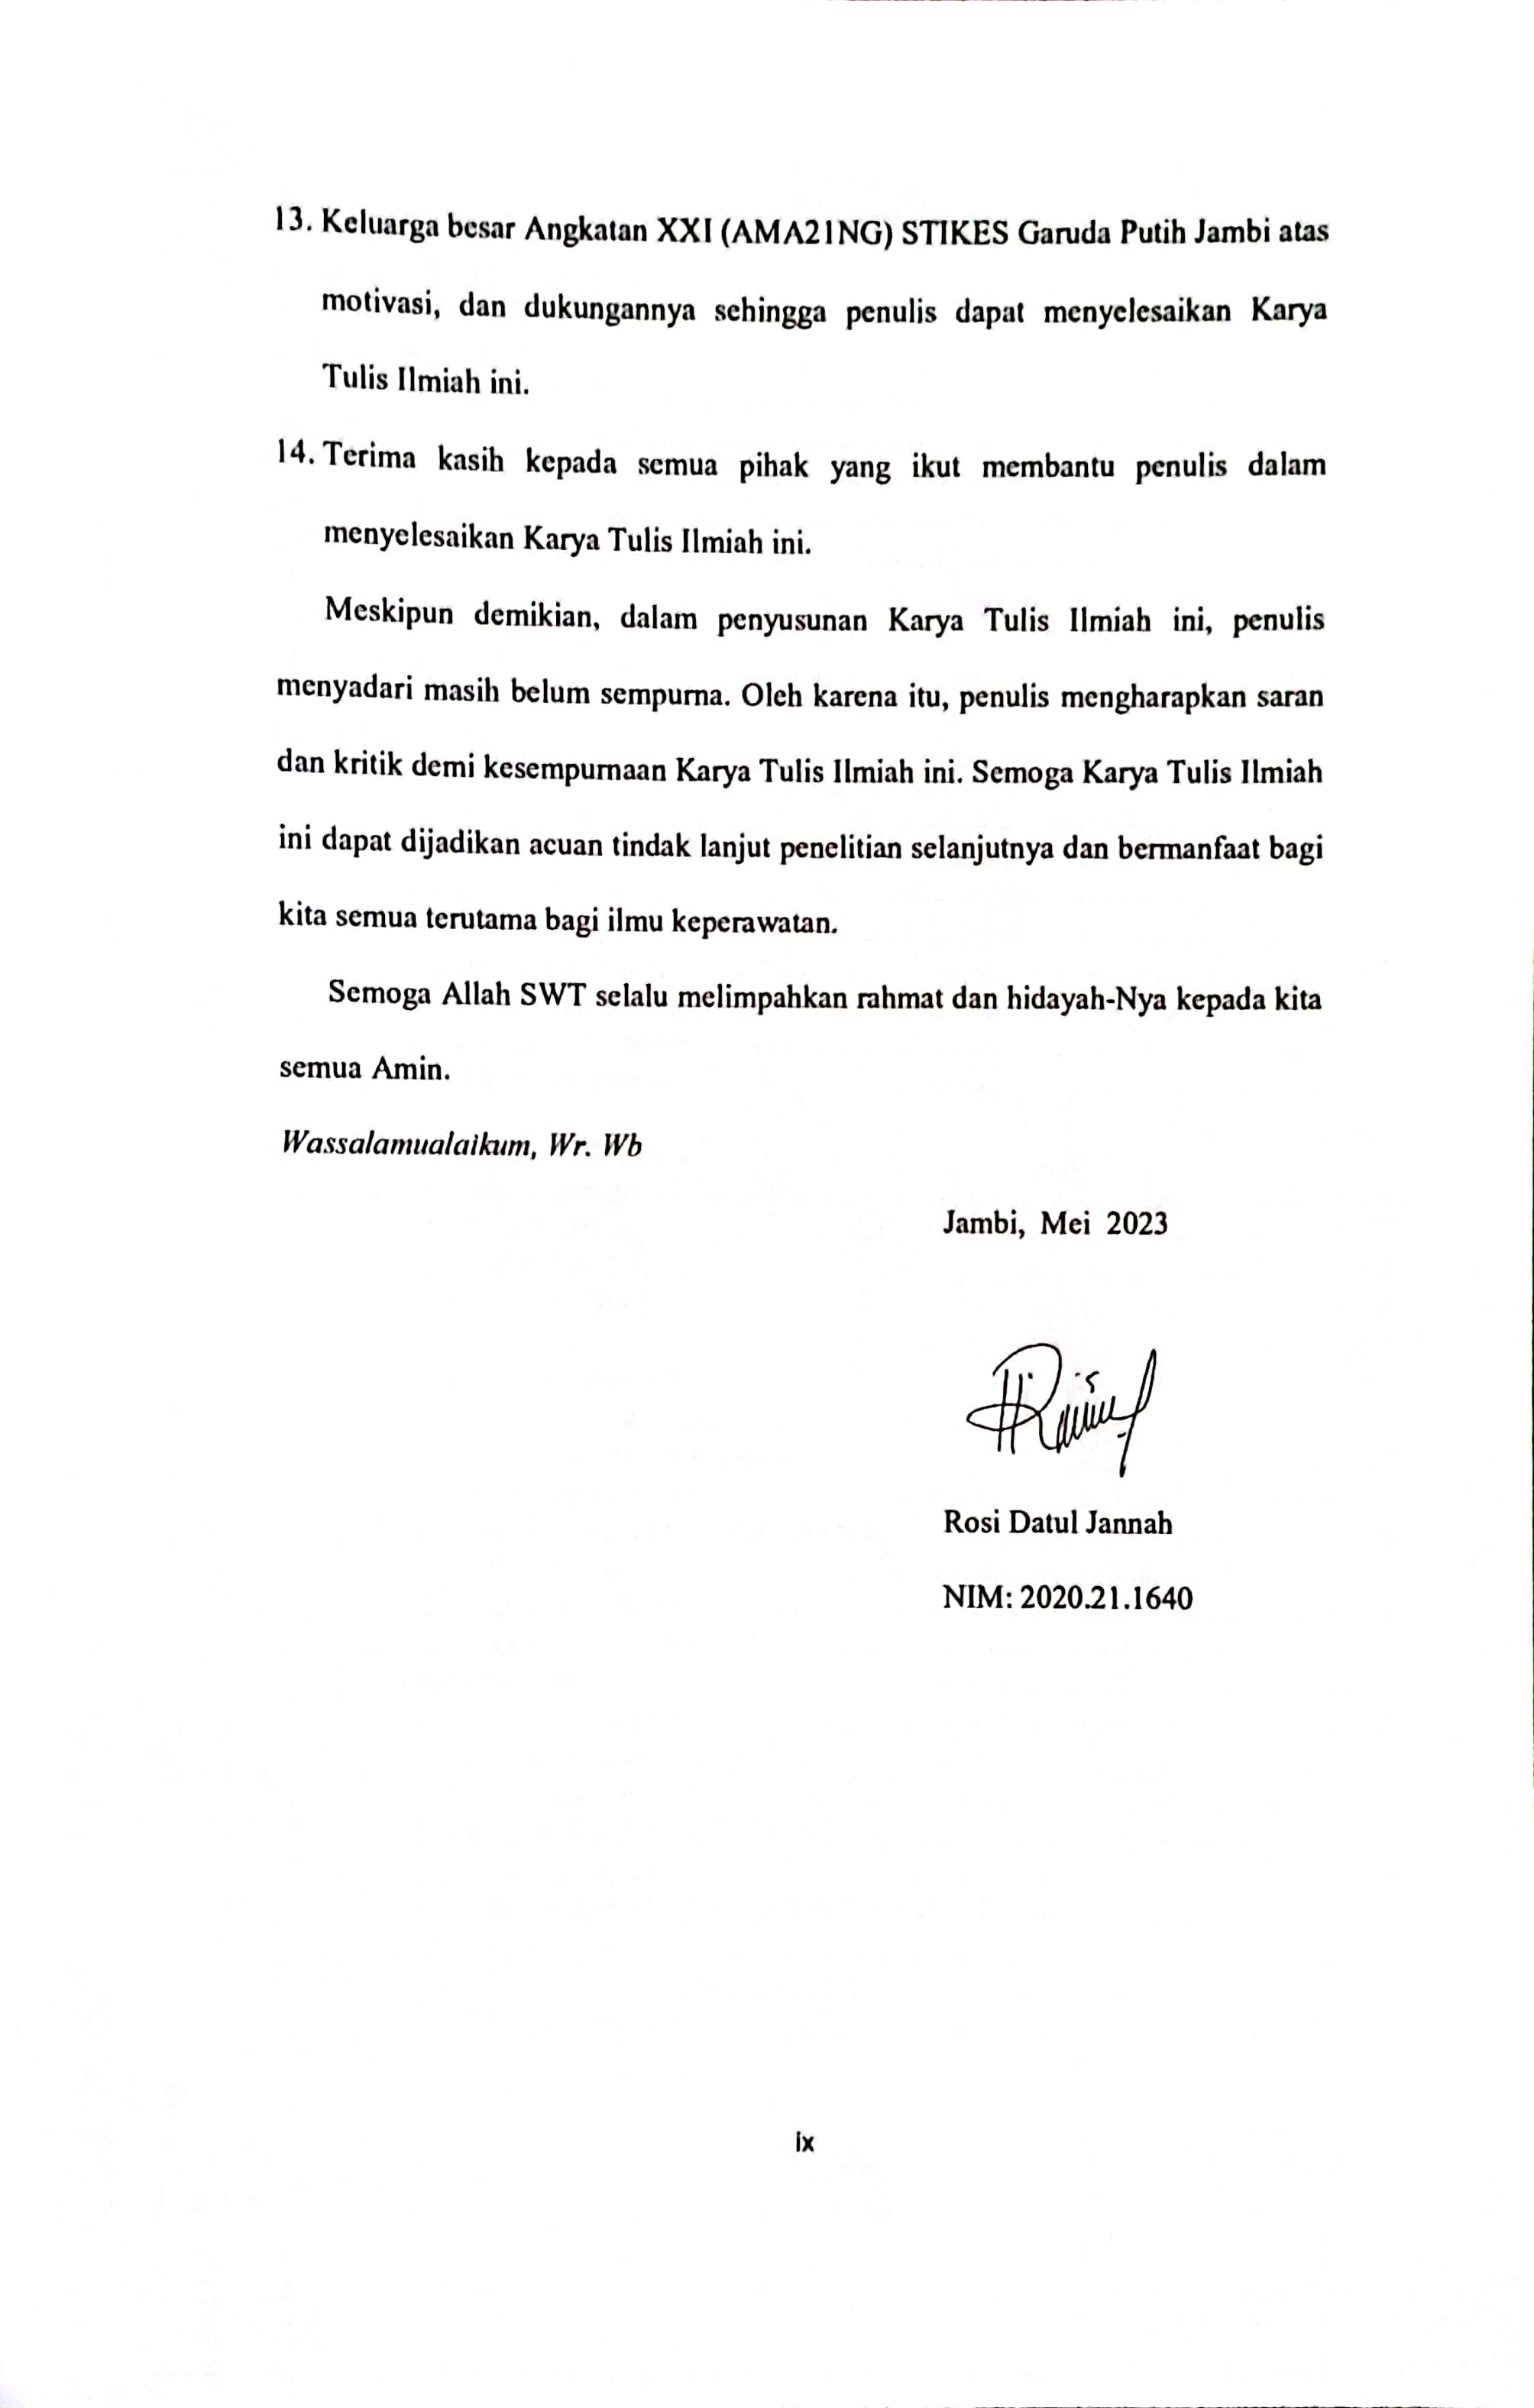 13. Keluarga besar Angkatan XXI (AMA21NG) STIKES Garuda Putih Jambi atas
motivasi, dan dukungannya sehingga penulis dapat menyelesaikan Karya
Tulis Ilmiah ini.
14. Terima kasih kepada semua pihak yang ikut membantu penulis dalam
menyelesaikan Karya Tulis Ilmiah ini.
Meskipun demikian, dalam penyusunan Karya Tulis Ilmiah ini, penulis
menyadari masih belum sempurna. Oleh karena itu, penulis mengharapkan saran
dan kritik demi kesempurnaan Karya Tulis Ilmiah ini. Semoga Karya Tulis Ilmiah
ini dapat dijadikan acuan tindak lanjut penelitian selanjutnya dan bermanfaat bagi
kita semua terutama bagi ilmu keperawatan.
Semoga Allah SWT selalu melimpahkan rahmat dan hidayah-Nya kepada kita
semua Amin.
Wassalamualaikum, Wr. Wb
Jambi, Mei 2023
Rosi Datul Jannah
NIM: 2020.21.1640
ix